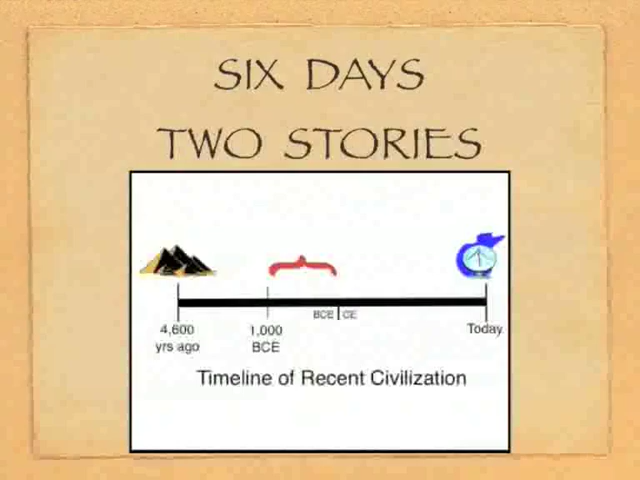 SIX DAYS
TWO STORIES
BCE CE
4,600 1,000 Today
yrs ago BCE
Timeline of Recent Civilization